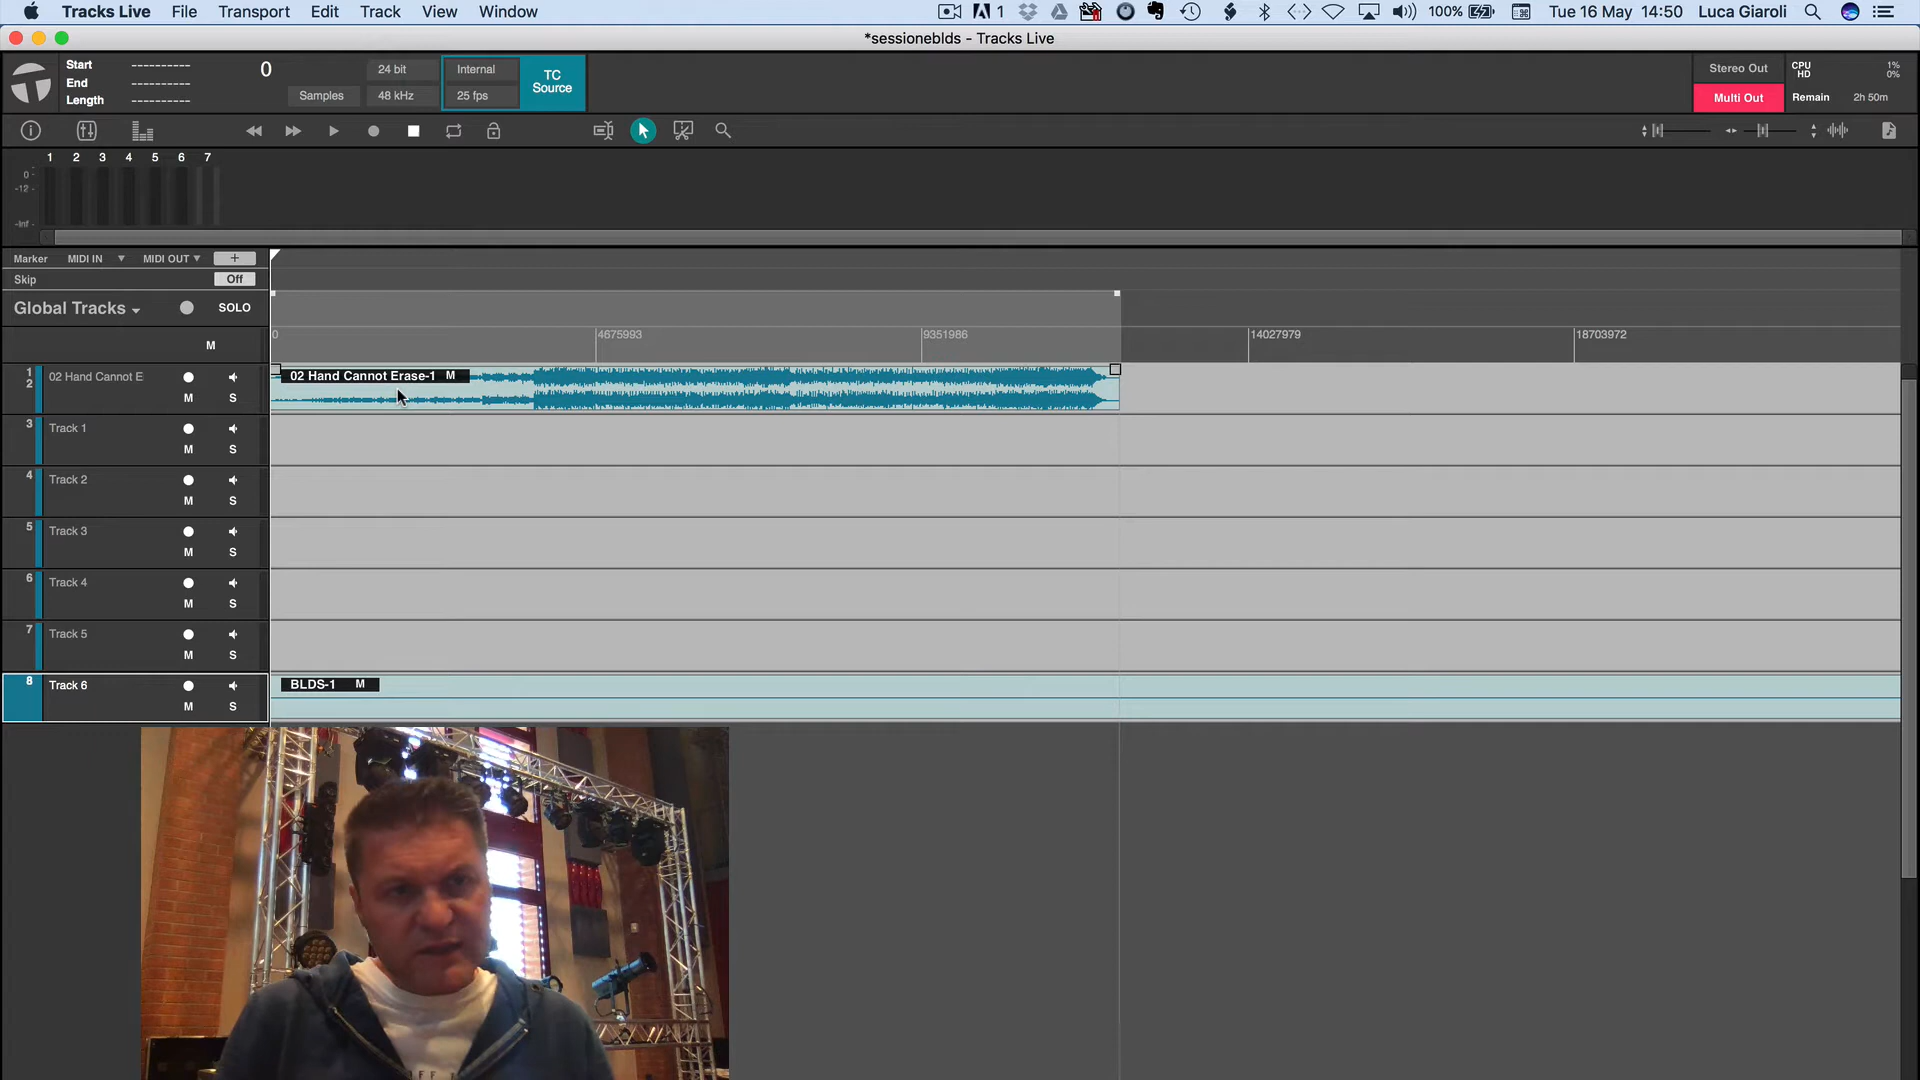 Tracks Live File Transport Edit Track View Window 1 100% Tue 16 May 14:50 Luca Giaroli
*sessioneblds - Tracks Live
Start ---------- 0 24 bit Internal TC Source Stereo Out CPU 1%
End ---------- HD 0%
Length ---------- Samples 48 kHz 25 fps Multi Out Remain 2h 50m
1 2 3 4 5 6 7
0
-12
-Inf
Marker MIDI IN MIDI OUT +
Skip Off
Global Tracks SOLO
0 4675993 9351986 14027979 18703972
M
1 02 Hand Cannot E 02 Hand Cannot Erase-1 M
2 M S
3 Track 1
M S
4 Track 2
M S
5 Track 3
M S
6 Track 4
M S
7 Track 5
M S
8 Track 6 BLDS-1 M
M S